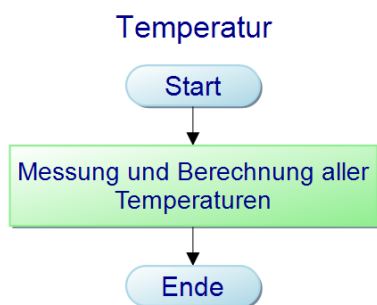 Temperatur
Start
Messung und Berechnung aller
Temperaturen
Ende